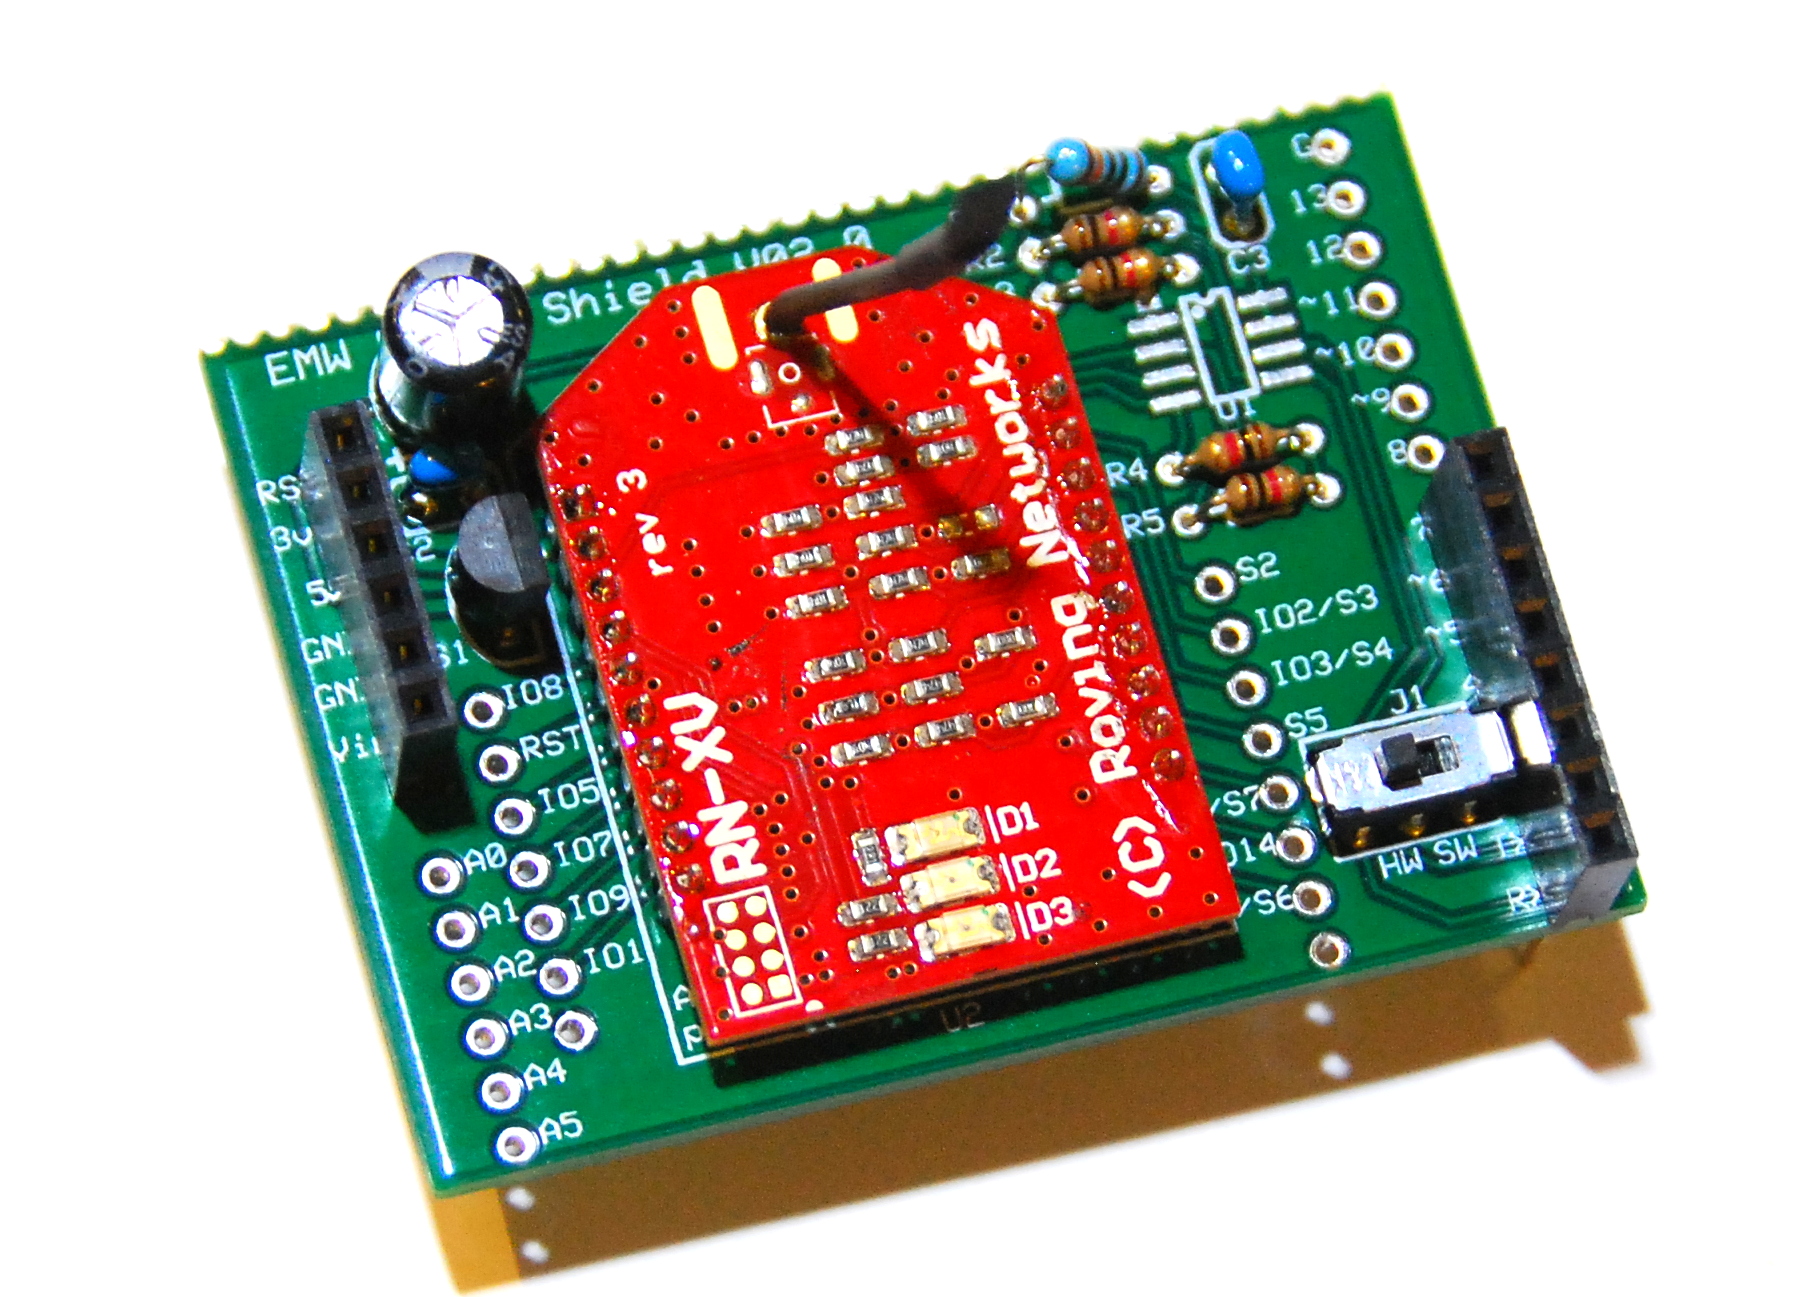 EMW Shield V02.0
G
13
12
~11
~10
~9
8
C3
R2
U1
R4
R5
S2
IO2/S3
IO3/S4
S5
J1
/S7
HW SW
/S6
RS
3v
5v
GN
GN
Vi
IO8
RST
IO5
IO7
IO9
IO1
A0
A1
A2
A3
A4
A5
U2
rev 3
RN-XV
(C) Roving Networks
D1
D2
D3